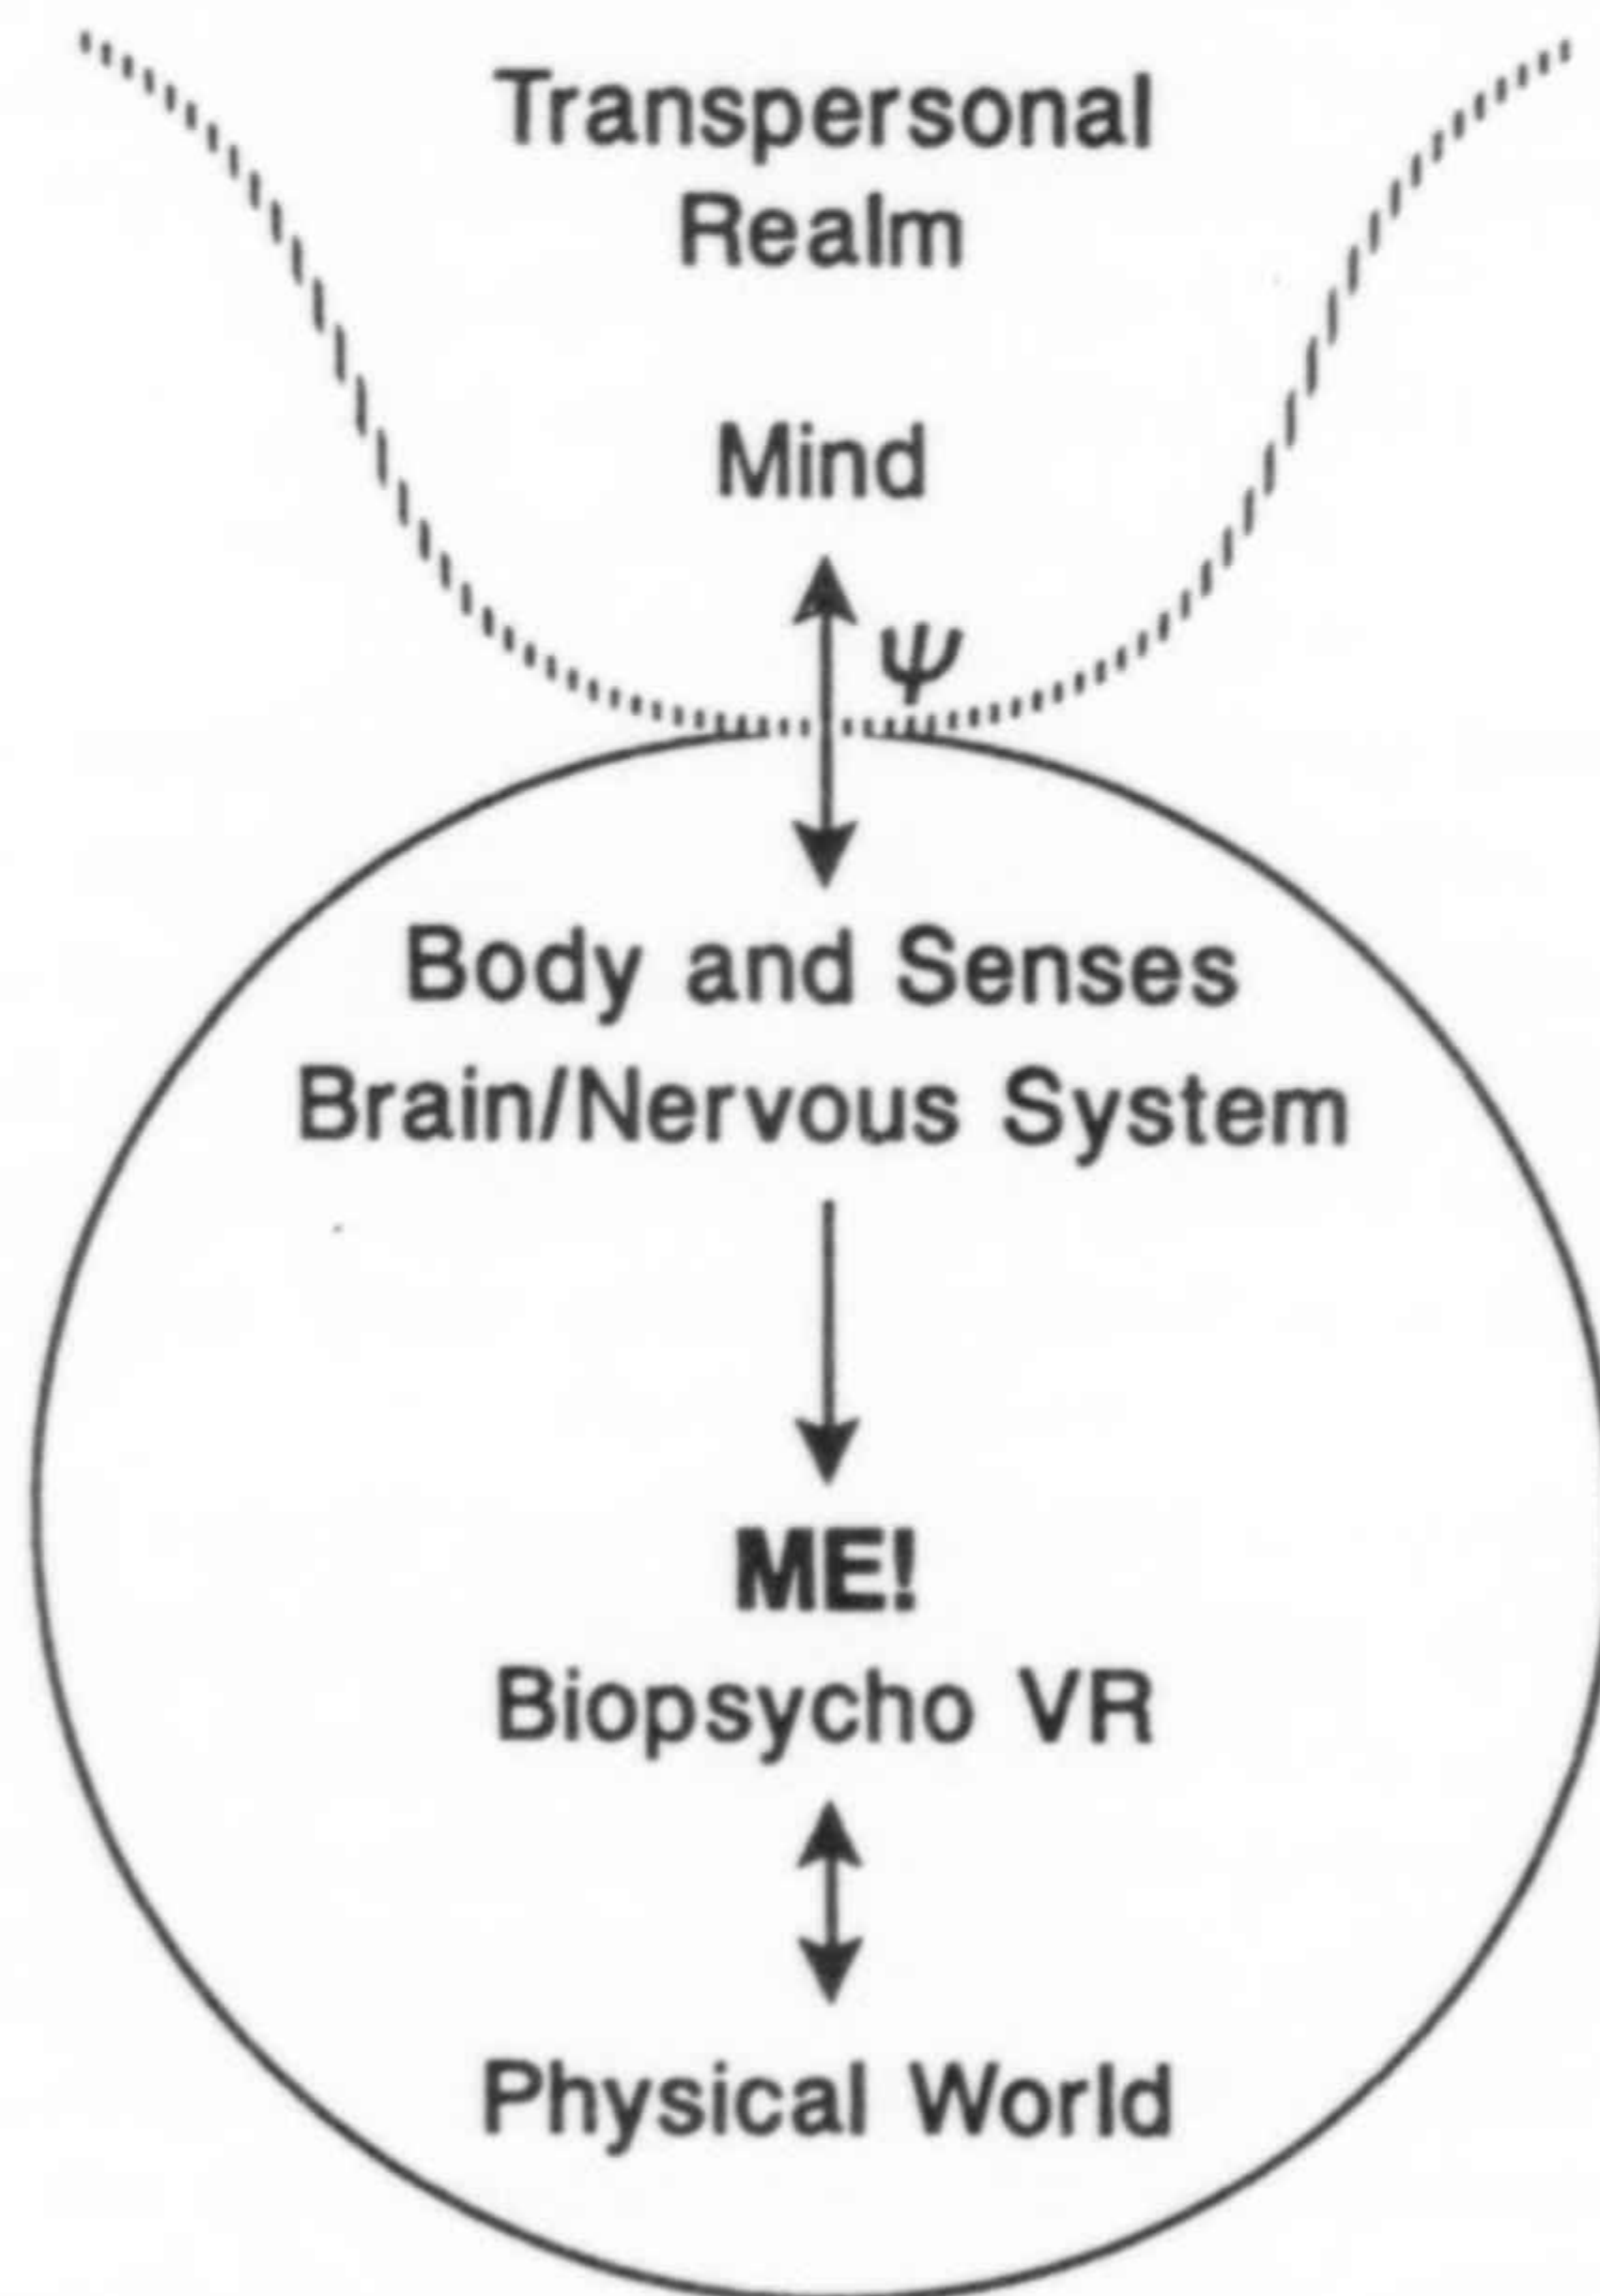 Transpersonal
Realm
Mind
ψ
Body and Senses
Brain/Nervous System
ME!
Biopsycho VR
Physical World